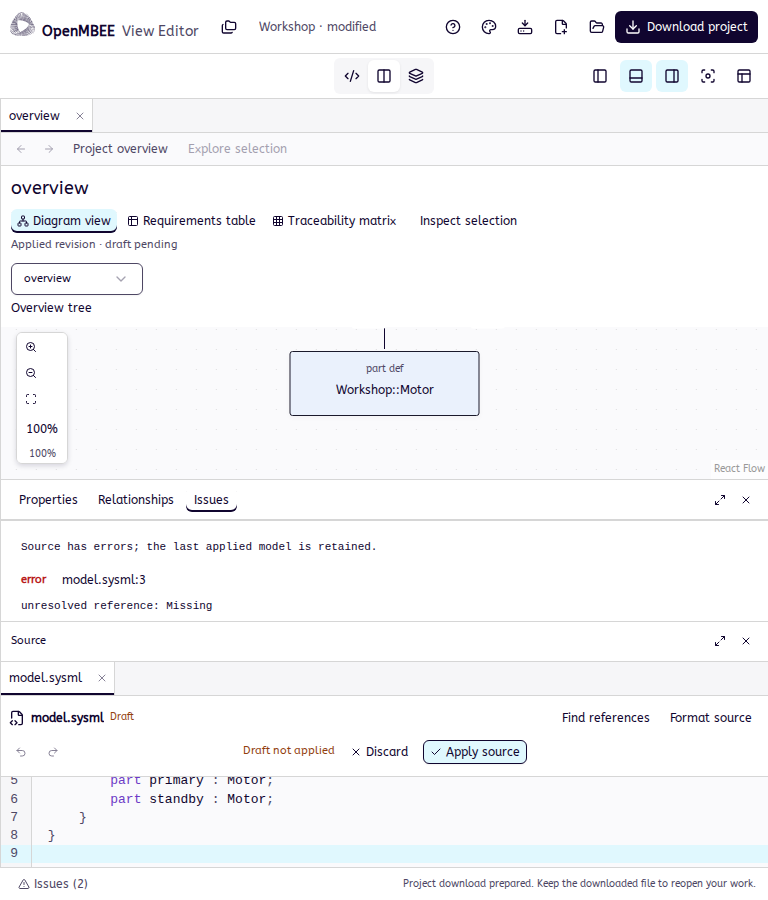 OpenMBEE View Editor
Workshop · modified
Download project
overview
Project overview
Explore selection
overview
Diagram view
Requirements table
Traceability matrix
Inspect selection
Applied revision · draft pending
overview
Overview tree
part def
Workshop::Motor
100%
100%
React Flow
Properties
Relationships
Issues
Source has errors; the last applied model is retained.
error model.sysml:3
unresolved reference: Missing
Source
model.sysml
model.sysml Draft
Find references
Format source
Draft not applied
Discard
Apply source
5 part primary : Motor;
6 part standby : Motor;
7 }
8 }
9
Issues (2)
Project download prepared. Keep the downloaded file to reopen your work.